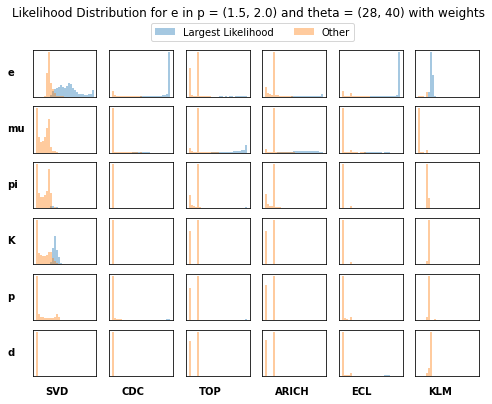 Likelihood Distribution for e in p = (1.5, 2.0) and theta = (28, 40) with weights
Largest Likelihood Other
e
mu
pi
K
p
d
SVD CDC TOP ARICH ECL KLM